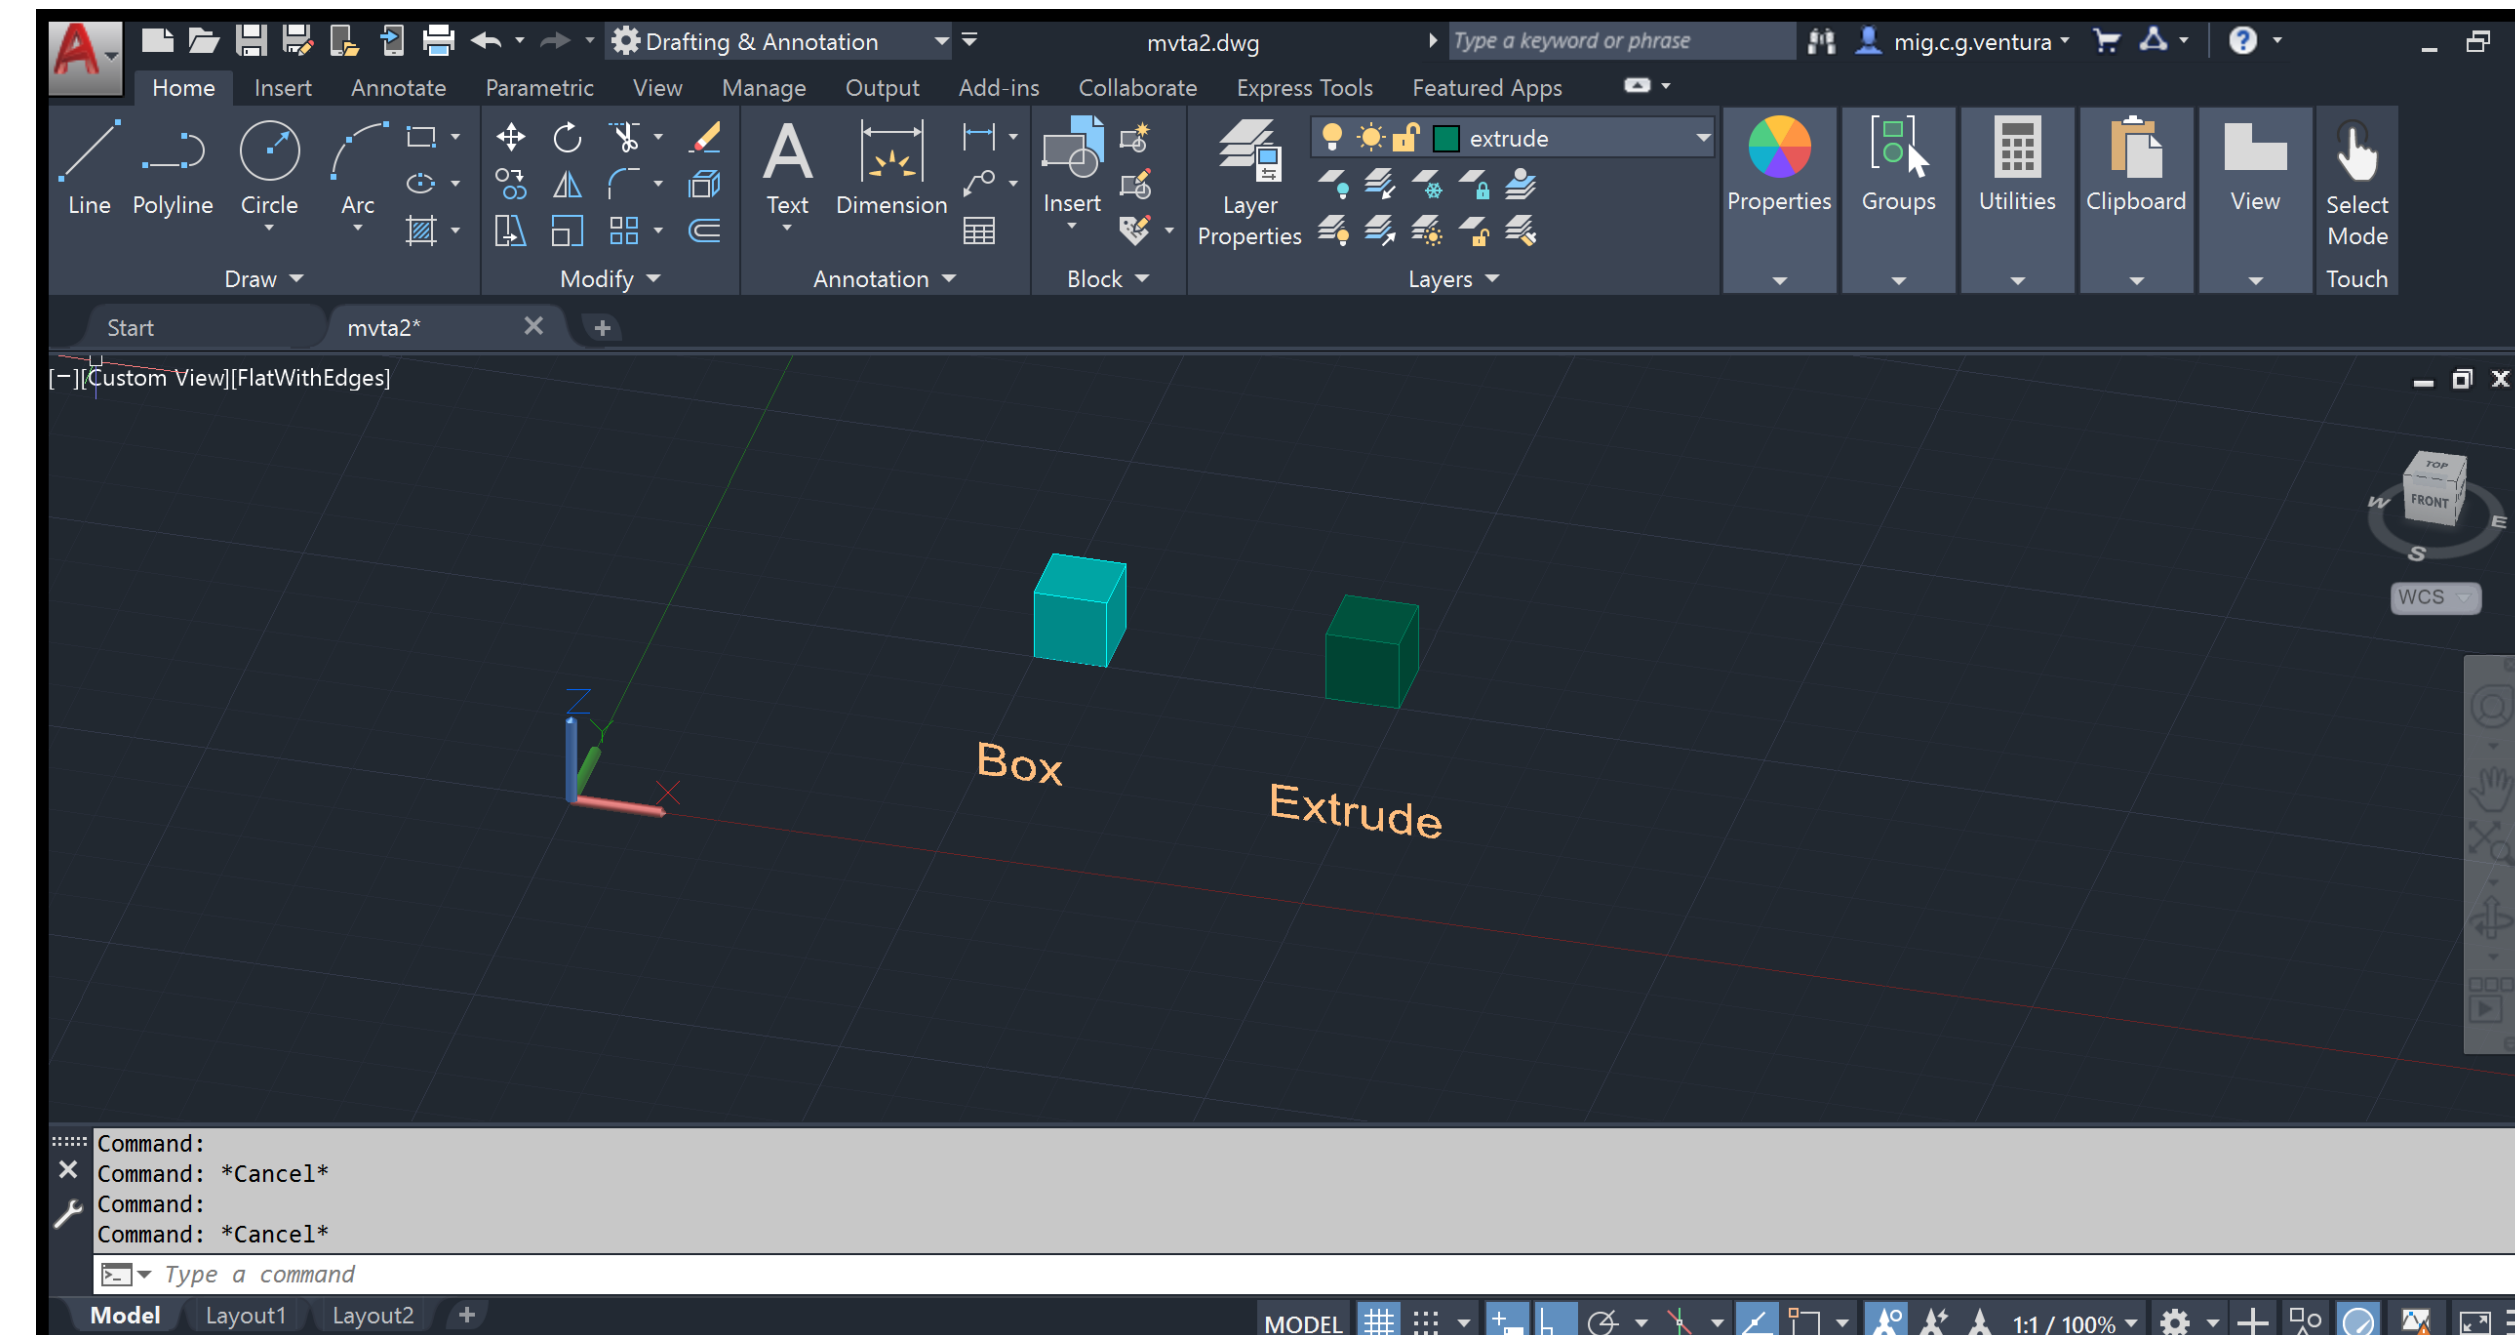 Drafting & Annotation mvta2.dwg Type a keyword or phrase mig.c.g.ventura
Home Insert Annotate Parametric View Manage Output Add-ins Collaborate Express Tools Featured Apps
extrude
Line Polyline Circle Arc Text Dimension Insert Layer Properties Properties Groups Utilities Clipboard View Select Mode
Draw Modify Annotation Block Layers Touch
Start mvta2*
[−][Custom View][FlatWithEdges]
TOP
FRONT
W
E
S
WCS
Z
Y
X
Box
Extrude
Command:
Command: *Cancel*
Command:
Command: *Cancel*
Type a command
Model Layout1 Layout2 MODEL 1:1 / 100%